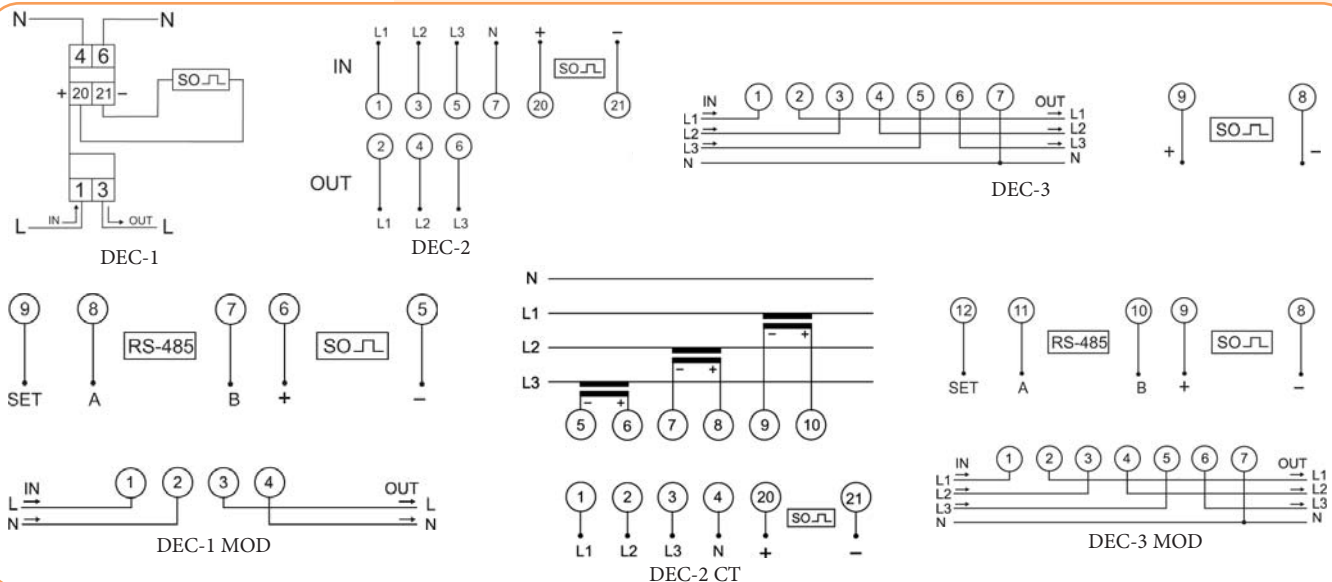 N N
4 6
+ 20 21 − SO
1 3
L IN OUT L
DEC-1
L1 L2 L3 N + −
IN SO
1 3 5 7 20 21
2 4 6
OUT
L1 L2 L3
DEC-2
IN 1 2 3 4 5 6 7 OUT
L1 L1
L2 L2
L3 L3
N N
DEC-3
9 8
SO
+ −
9 8 7 6 5
RS-485 SO
SET A B + −
IN 1 2 3 4 OUT
L L
N N
DEC-1 MOD
N
L1
− +
L2
− +
L3
− +
5 6 7 8 9 10
1 2 3 4 20 21
SO
L1 L2 L3 N + −
DEC-2 CT
12 11 10 9 8
RS-485 SO
SET A B + −
IN 1 2 3 4 5 6 7 OUT
L1 L1
L2 L2
L3 L3
N N
DEC-3 MOD